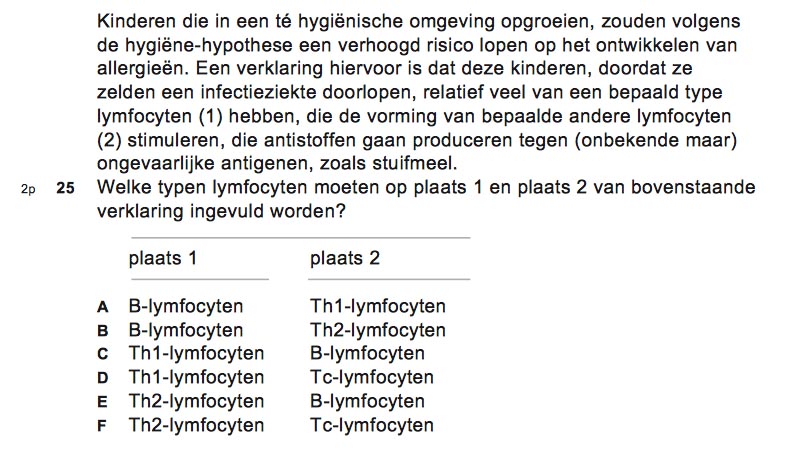 Kinderen die in een té hygiënische omgeving opgroeien, zouden volgens
de hygiëne-hypothese een verhoogd risico lopen op het ontwikkelen van
allergieën. Een verklaring hiervoor is dat deze kinderen, doordat ze
zelden een infectieziekte doorlopen, relatief veel van een bepaald type
lymfocyten (1) hebben, die de vorming van bepaalde andere lymfocyten
(2) stimuleren, die antistoffen gaan produceren tegen (onbekende maar)
ongevaarlijke antigenen, zoals stuifmeel.
2p 25 Welke typen lymfocyten moeten op plaats 1 en plaats 2 van bovenstaande
verklaring ingevuld worden?
plaats 1 plaats 2
A B-lymfocyten Th1-lymfocyten
B B-lymfocyten Th2-lymfocyten
C Th1-lymfocyten B-lymfocyten
D Th1-lymfocyten Tc-lymfocyten
E Th2-lymfocyten B-lymfocyten
F Th2-lymfocyten Tc-lymfocyten